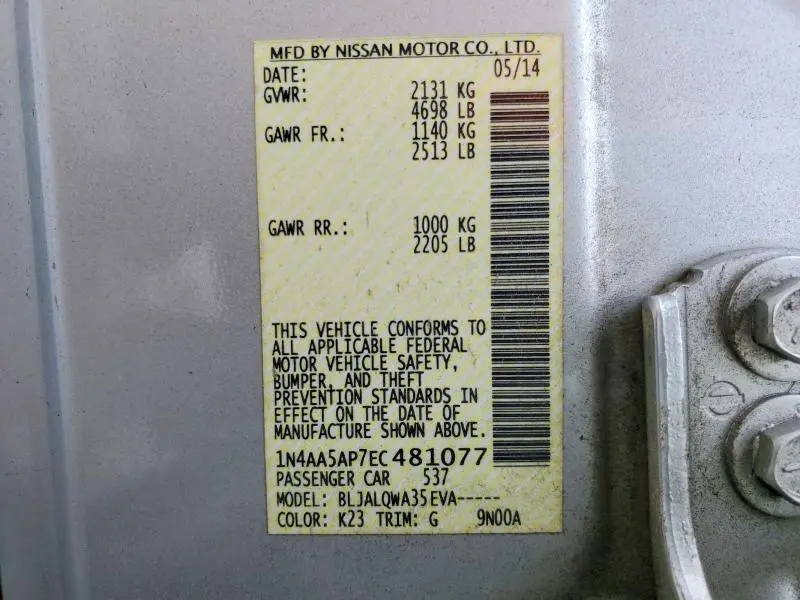 MFD BY NISSAN MOTOR CO., LTD.
DATE: 05/14
GVWR: 2131 KG
4698 LB
GAWR FR.: 1140 KG
2513 LB
GAWR RR.: 1000 KG
2205 LB
THIS VEHICLE CONFORMS TO
ALL APPLICABLE FEDERAL
MOTOR VEHICLE SAFETY,
BUMPER, AND THEFT
PREVENTION STANDARDS IN
EFFECT ON THE DATE OF
MANUFACTURE SHOWN ABOVE.
1N4AA5AP7EC481077
PASSENGER CAR 537
MODEL: BLJALQWA35EVA-----
COLOR: K23 TRIM: G 9N00A